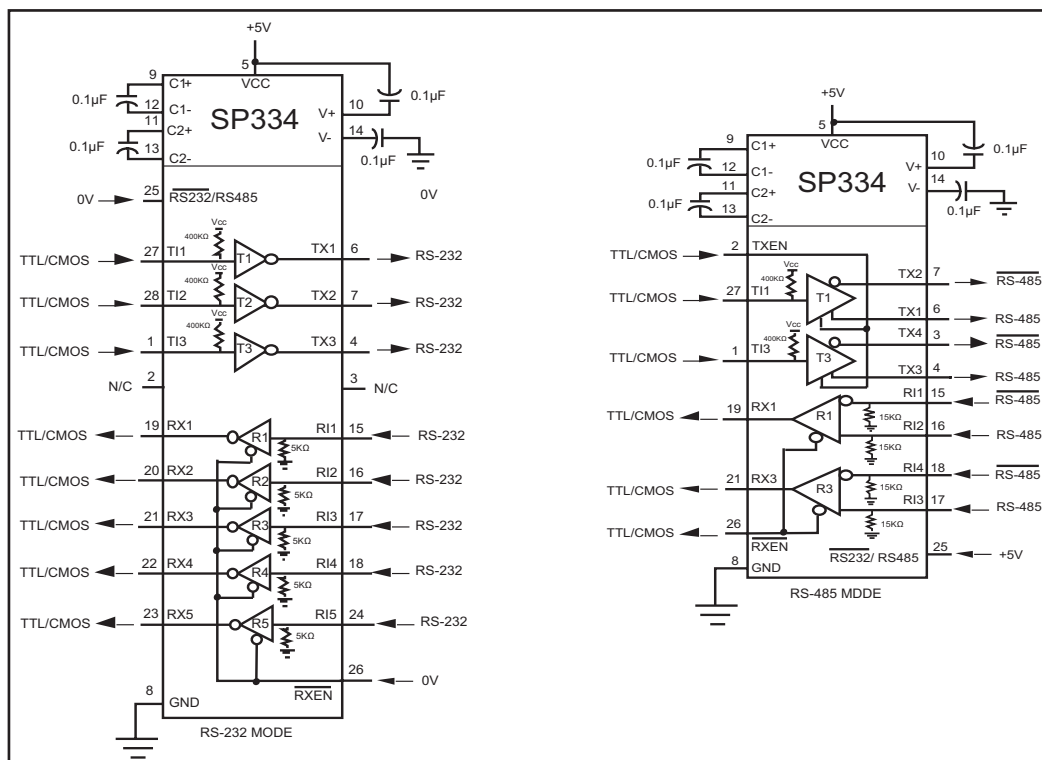 +5V
9
C1+
5
VCC
0.1µF
12
C1-
11
C2+
SP334
V+
10
0.1µF
0.1µF
13
C2-
V-
14
0.1µF
0V
25
RS232/RS485
0V
TTL/CMOS
27
TI1
Vcc
400KΩ
T1
TX1
6
RS-232
TTL/CMOS
28
TI2
Vcc
400KΩ
T2
TX2
7
RS-232
TTL/CMOS
1
TI3
Vcc
400KΩ
T3
TX3
4
RS-232
2
N/C
3
N/C
TTL/CMOS
19
RX1
R1
5KΩ
RI1
15
RS-232
TTL/CMOS
20
RX2
R2
5KΩ
RI2
16
RS-232
TTL/CMOS
21
RX3
R3
5KΩ
RI3
17
RS-232
TTL/CMOS
22
RX4
R4
5KΩ
RI4
18
RS-232
TTL/CMOS
23
RX5
R5
5KΩ
RI5
24
RS-232
RXEN
26
0V
8
GND
RS-232 MODE
+5V
9
C1+
5
VCC
0.1µF
12
C1-
11
C2+
SP334
V+
10
0.1µF
0.1µF
13
C2-
V-
14
0.1µF
TTL/CMOS
2
TXEN
TTL/CMOS
27
TI1
Vcc
400KΩ
T1
TX2
7
RS-485
TX1
6
RS-485
TTL/CMOS
1
TI3
Vcc
400KΩ
T3
TX4
3
RS-485
TX3
4
RS-485
TTL/CMOS
19
RX1
R1
RI1
15
RS-485
15KΩ
RI2
16
RS-485
15KΩ
TTL/CMOS
21
RX3
R3
RI4
18
RS-485
15KΩ
RI3
17
RS-485
15KΩ
TTL/CMOS
26
RXEN
RS232/ RS485
25
+5V
8
GND
RS-485 MDDE